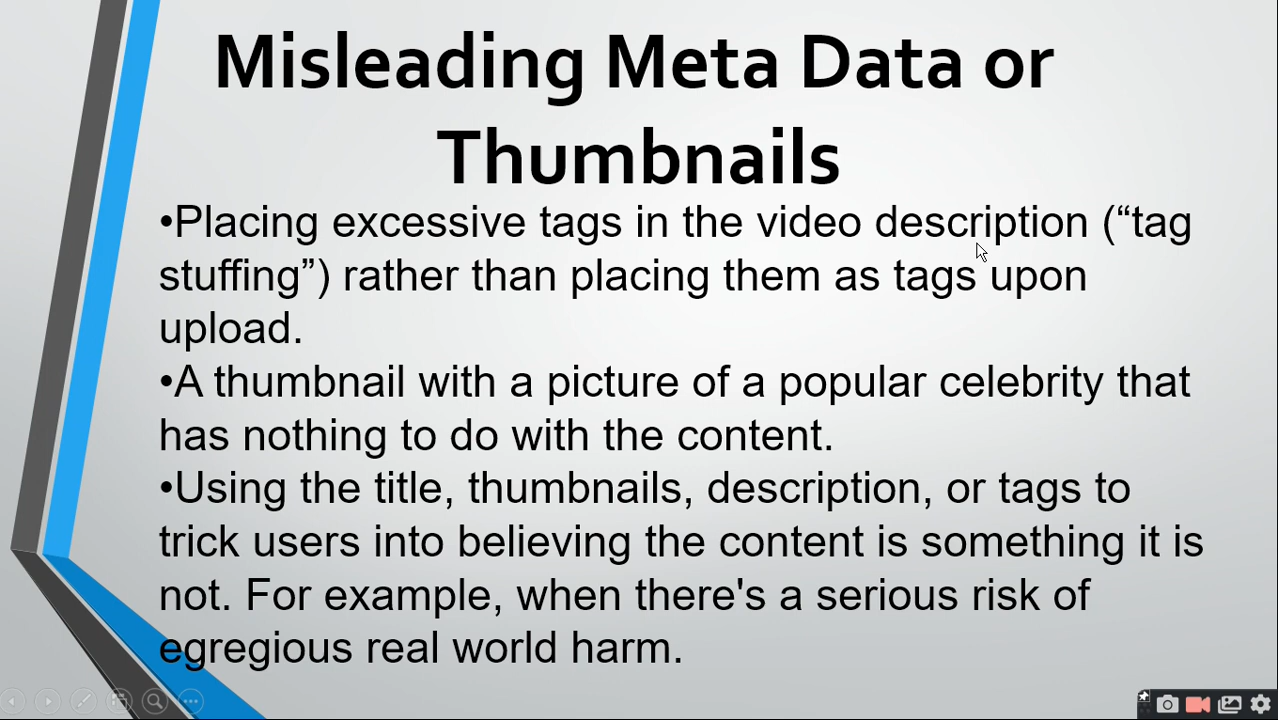 Misleading Meta Data or
Thumbnails
•Placing excessive tags in the video description (“tag
stuffing”) rather than placing them as tags upon
upload.
•A thumbnail with a picture of a popular celebrity that
has nothing to do with the content.
•Using the title, thumbnails, description, or tags to
trick users into believing the content is something it is
not. For example, when there's a serious risk of
egregious real world harm.